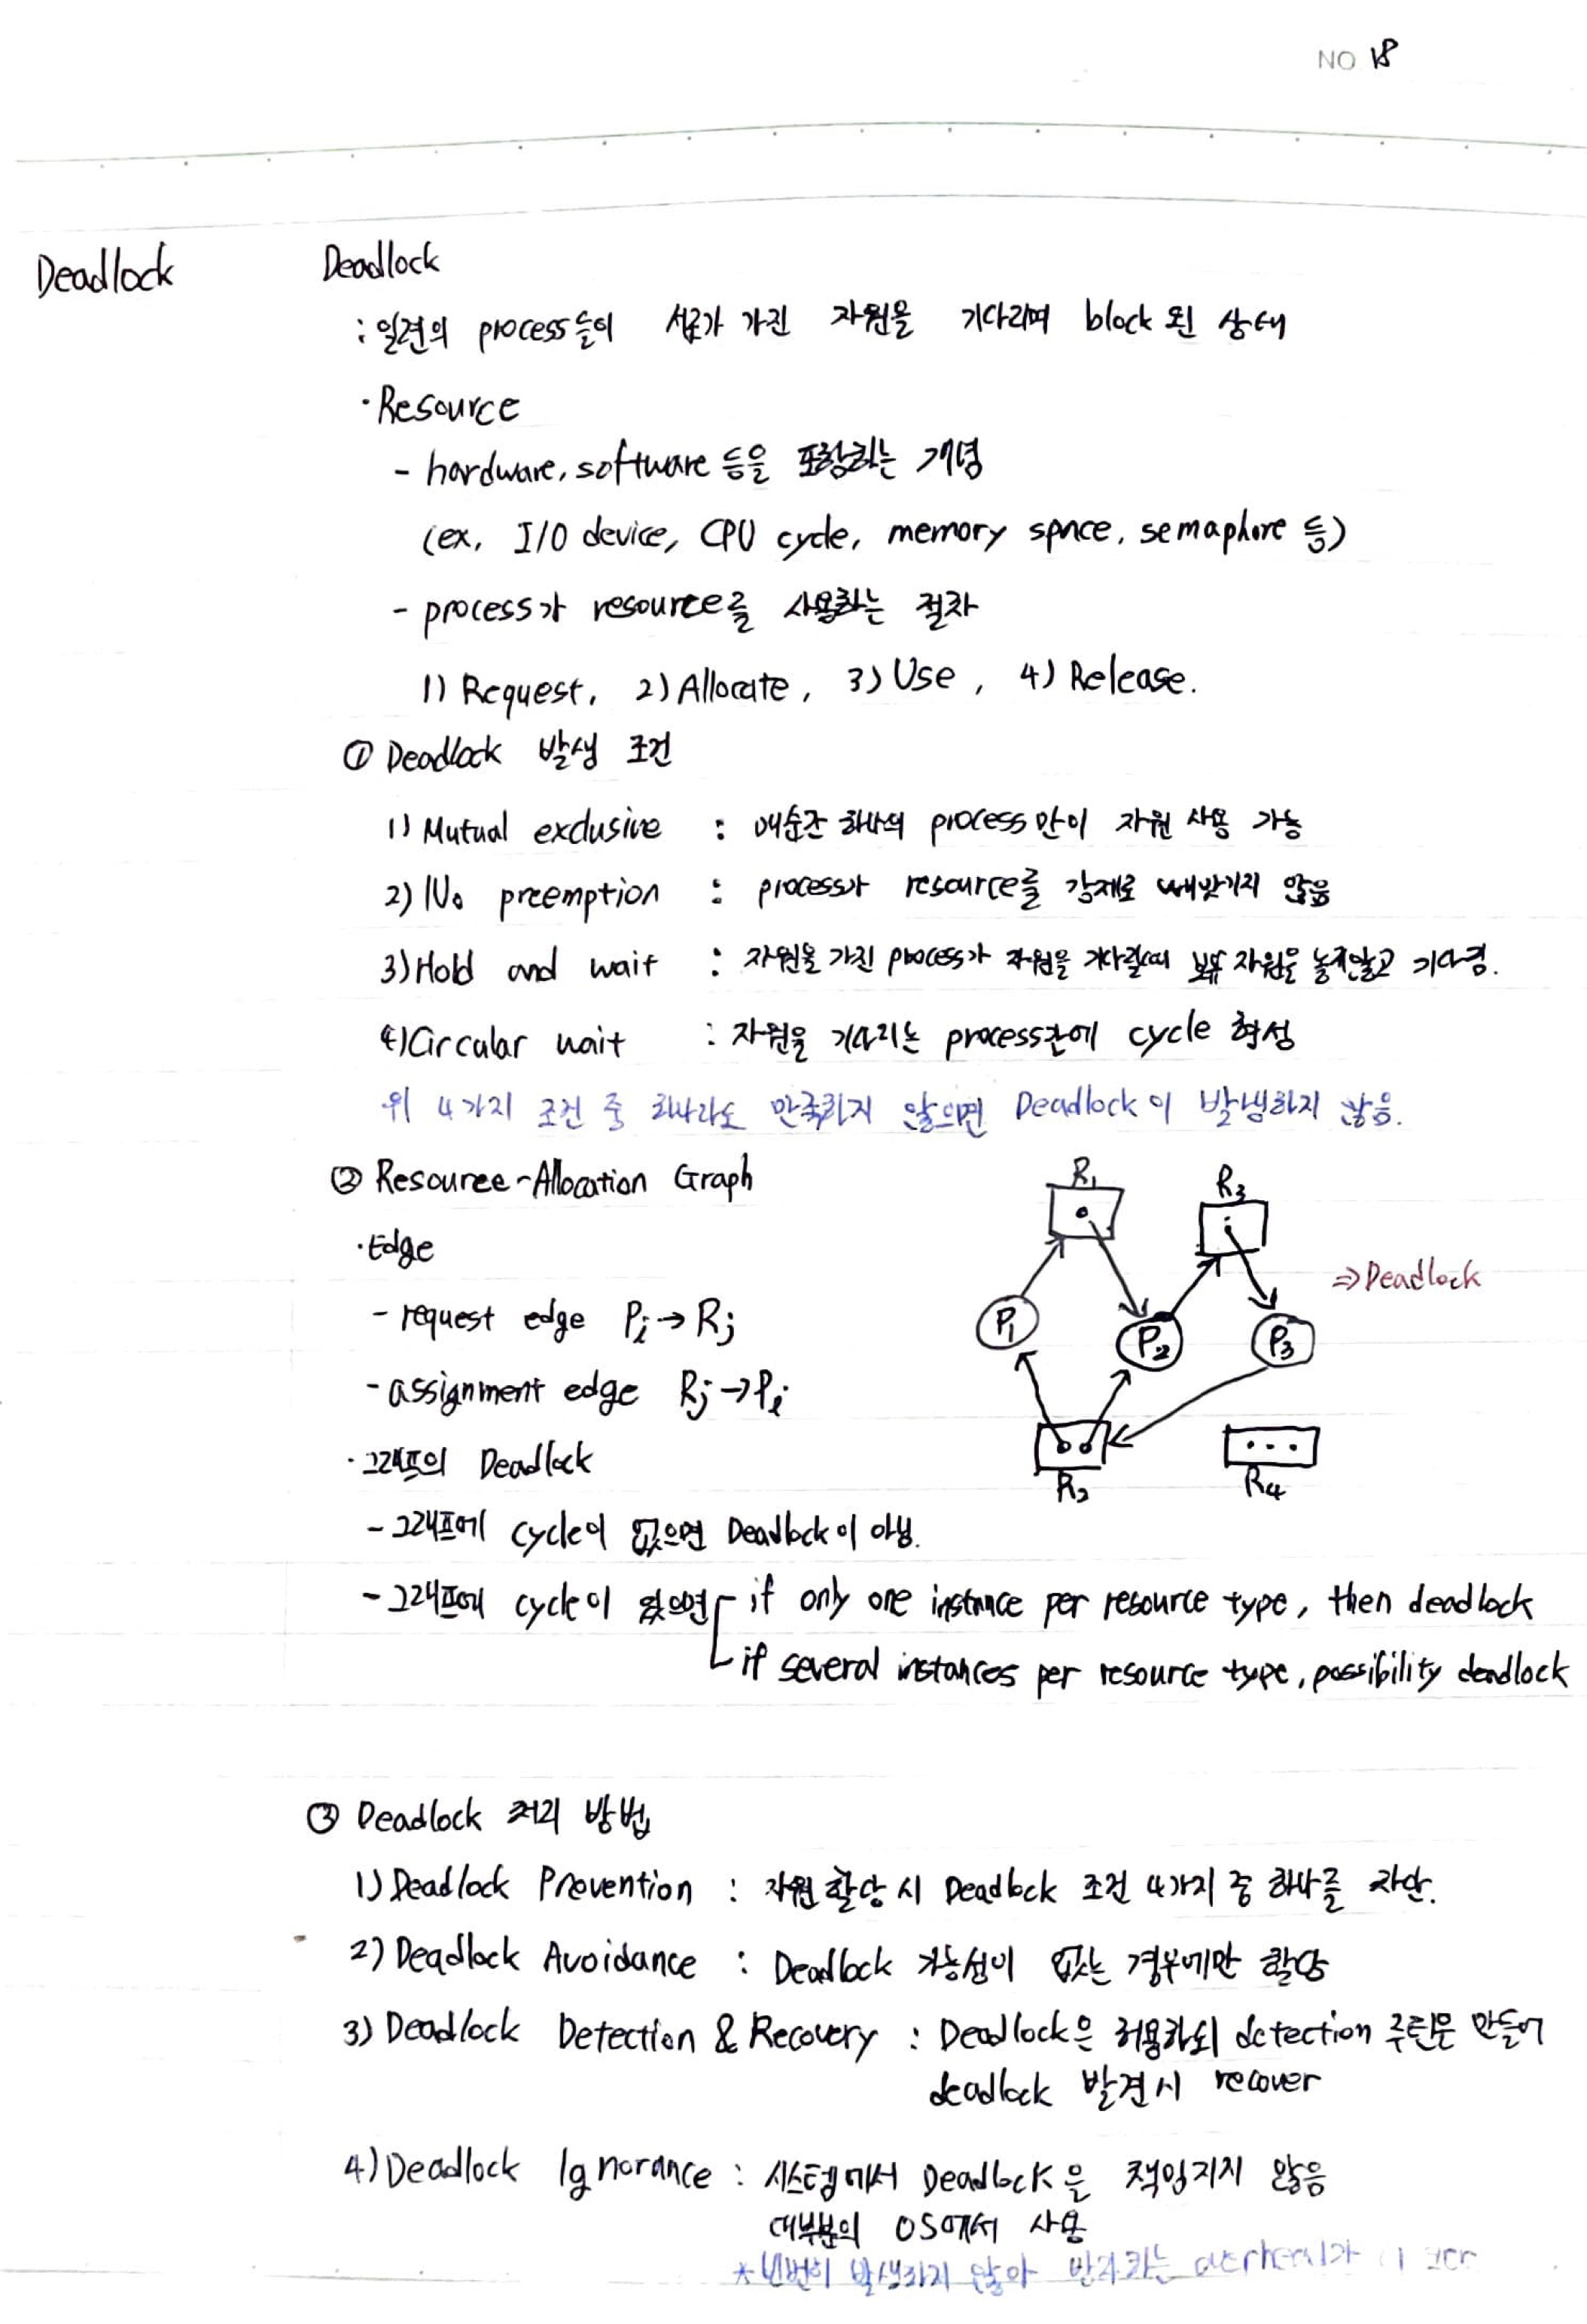 NO 18
Deadlock
Deadlock
: 일련의 process들이 서로가 가진 자원을 기다리며 block 된 상태
· Resource
- hardware, software 등을 포함하는 개념
(ex, I/O device, CPU cycle, memory space, semaphore 등)
- process가 resource를 사용하는 절차
1) Request, 2) Allocate, 3) Use, 4) Release.
① Deadlock 발생 조건
1) Mutual exclusive : 매순간 하나의 process만이 자원 사용 가능
2) No preemption : process가 resource를 강제로 빼앗기지 않음
3) Hold and wait : 자원을 가진 process가 자원을 기다릴때 보유 자원을 놓지않고 기다림.
4) Circular wait : 자원을 기다리는 process간에 cycle 형성
위 4가지 조건 중 하나라도 만족하지 않으면 Deadlock이 발생하지 않음.
② Resource-Allocation Graph
R1 R3
· Edge
⇒ Deadlock
- request edge Pi → Rj
P1 P2 P3
- assignment edge Rj → Pi
· 그래프의 Deadlock
R2 R4
- 그래프에 cycle이 없으면 Deadlock이 아님.
- 그래프에 cycle이 있으면 if only one instance per resource type, then deadlock
if several instances per resource type, possibility deadlock
③ Deadlock 처리 방법
1) Deadlock Prevention : 자원 할당 시 Deadlock 조건 4가지 중 하나를 차단.
2) Deadlock Avoidance : Deadlock 가능성이 없는 경우에만 할당
3) Deadlock Detection & Recovery : Deadlock은 허용하되 detection 루틴문 만들어
deadlock 발견시 recover
4) Deadlock Ignorance : 시스템에서 Deadlock은 책임지지 않음
대부분의 OS에서 사용
* 빈번히 발생하지 않아 방지하는 overhead가 더